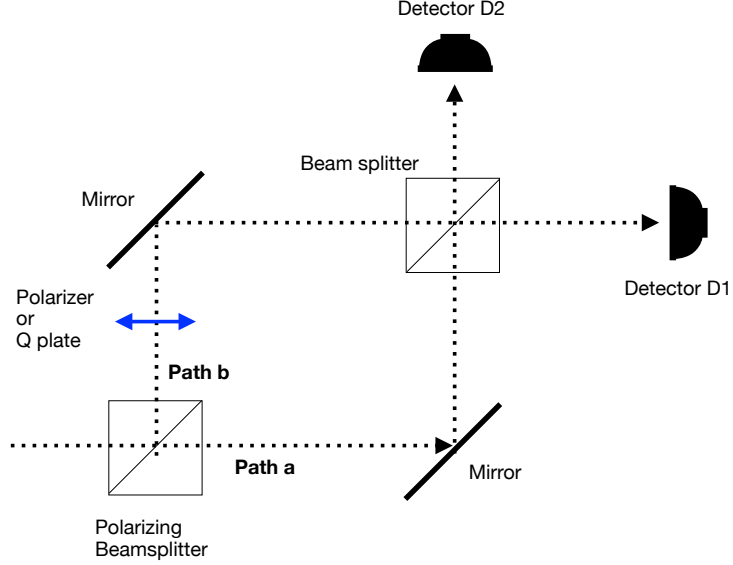 Detector D2
Beam splitter
Mirror
Detector D1
Polarizer
or
Q plate
Path b
Path a
Mirror
Polarizing
Beamsplitter